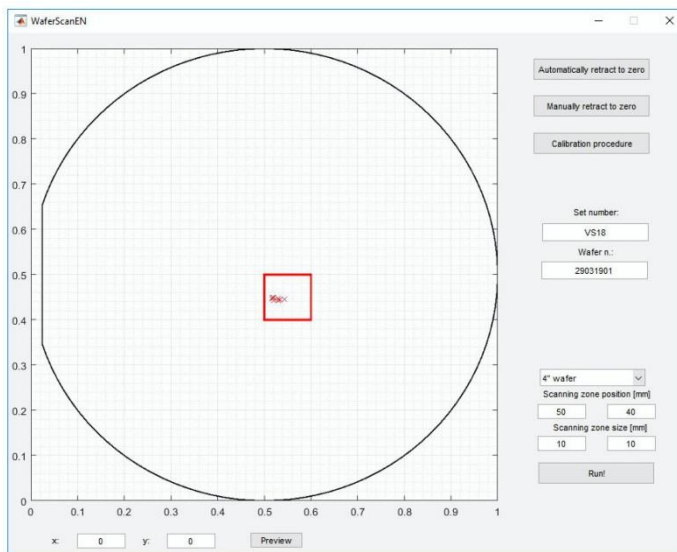 WaferScanEN
1
0.9
0.8
0.7
0.6
0.5
0.4
0.3
0.2
0.1
0
0
0.1
0.2
0.3
0.4
0.5
0.6
0.7
0.8
0.9
1
x:
0
y:
0
Preview
Automatically retract to zero
Manually retract to zero
Calibration procedure
Set number:
VS18
Wafer n.:
29031901
4" wafer
Scanning zone position [mm]
50
40
Scanning zone size [mm]
10
10
Run!